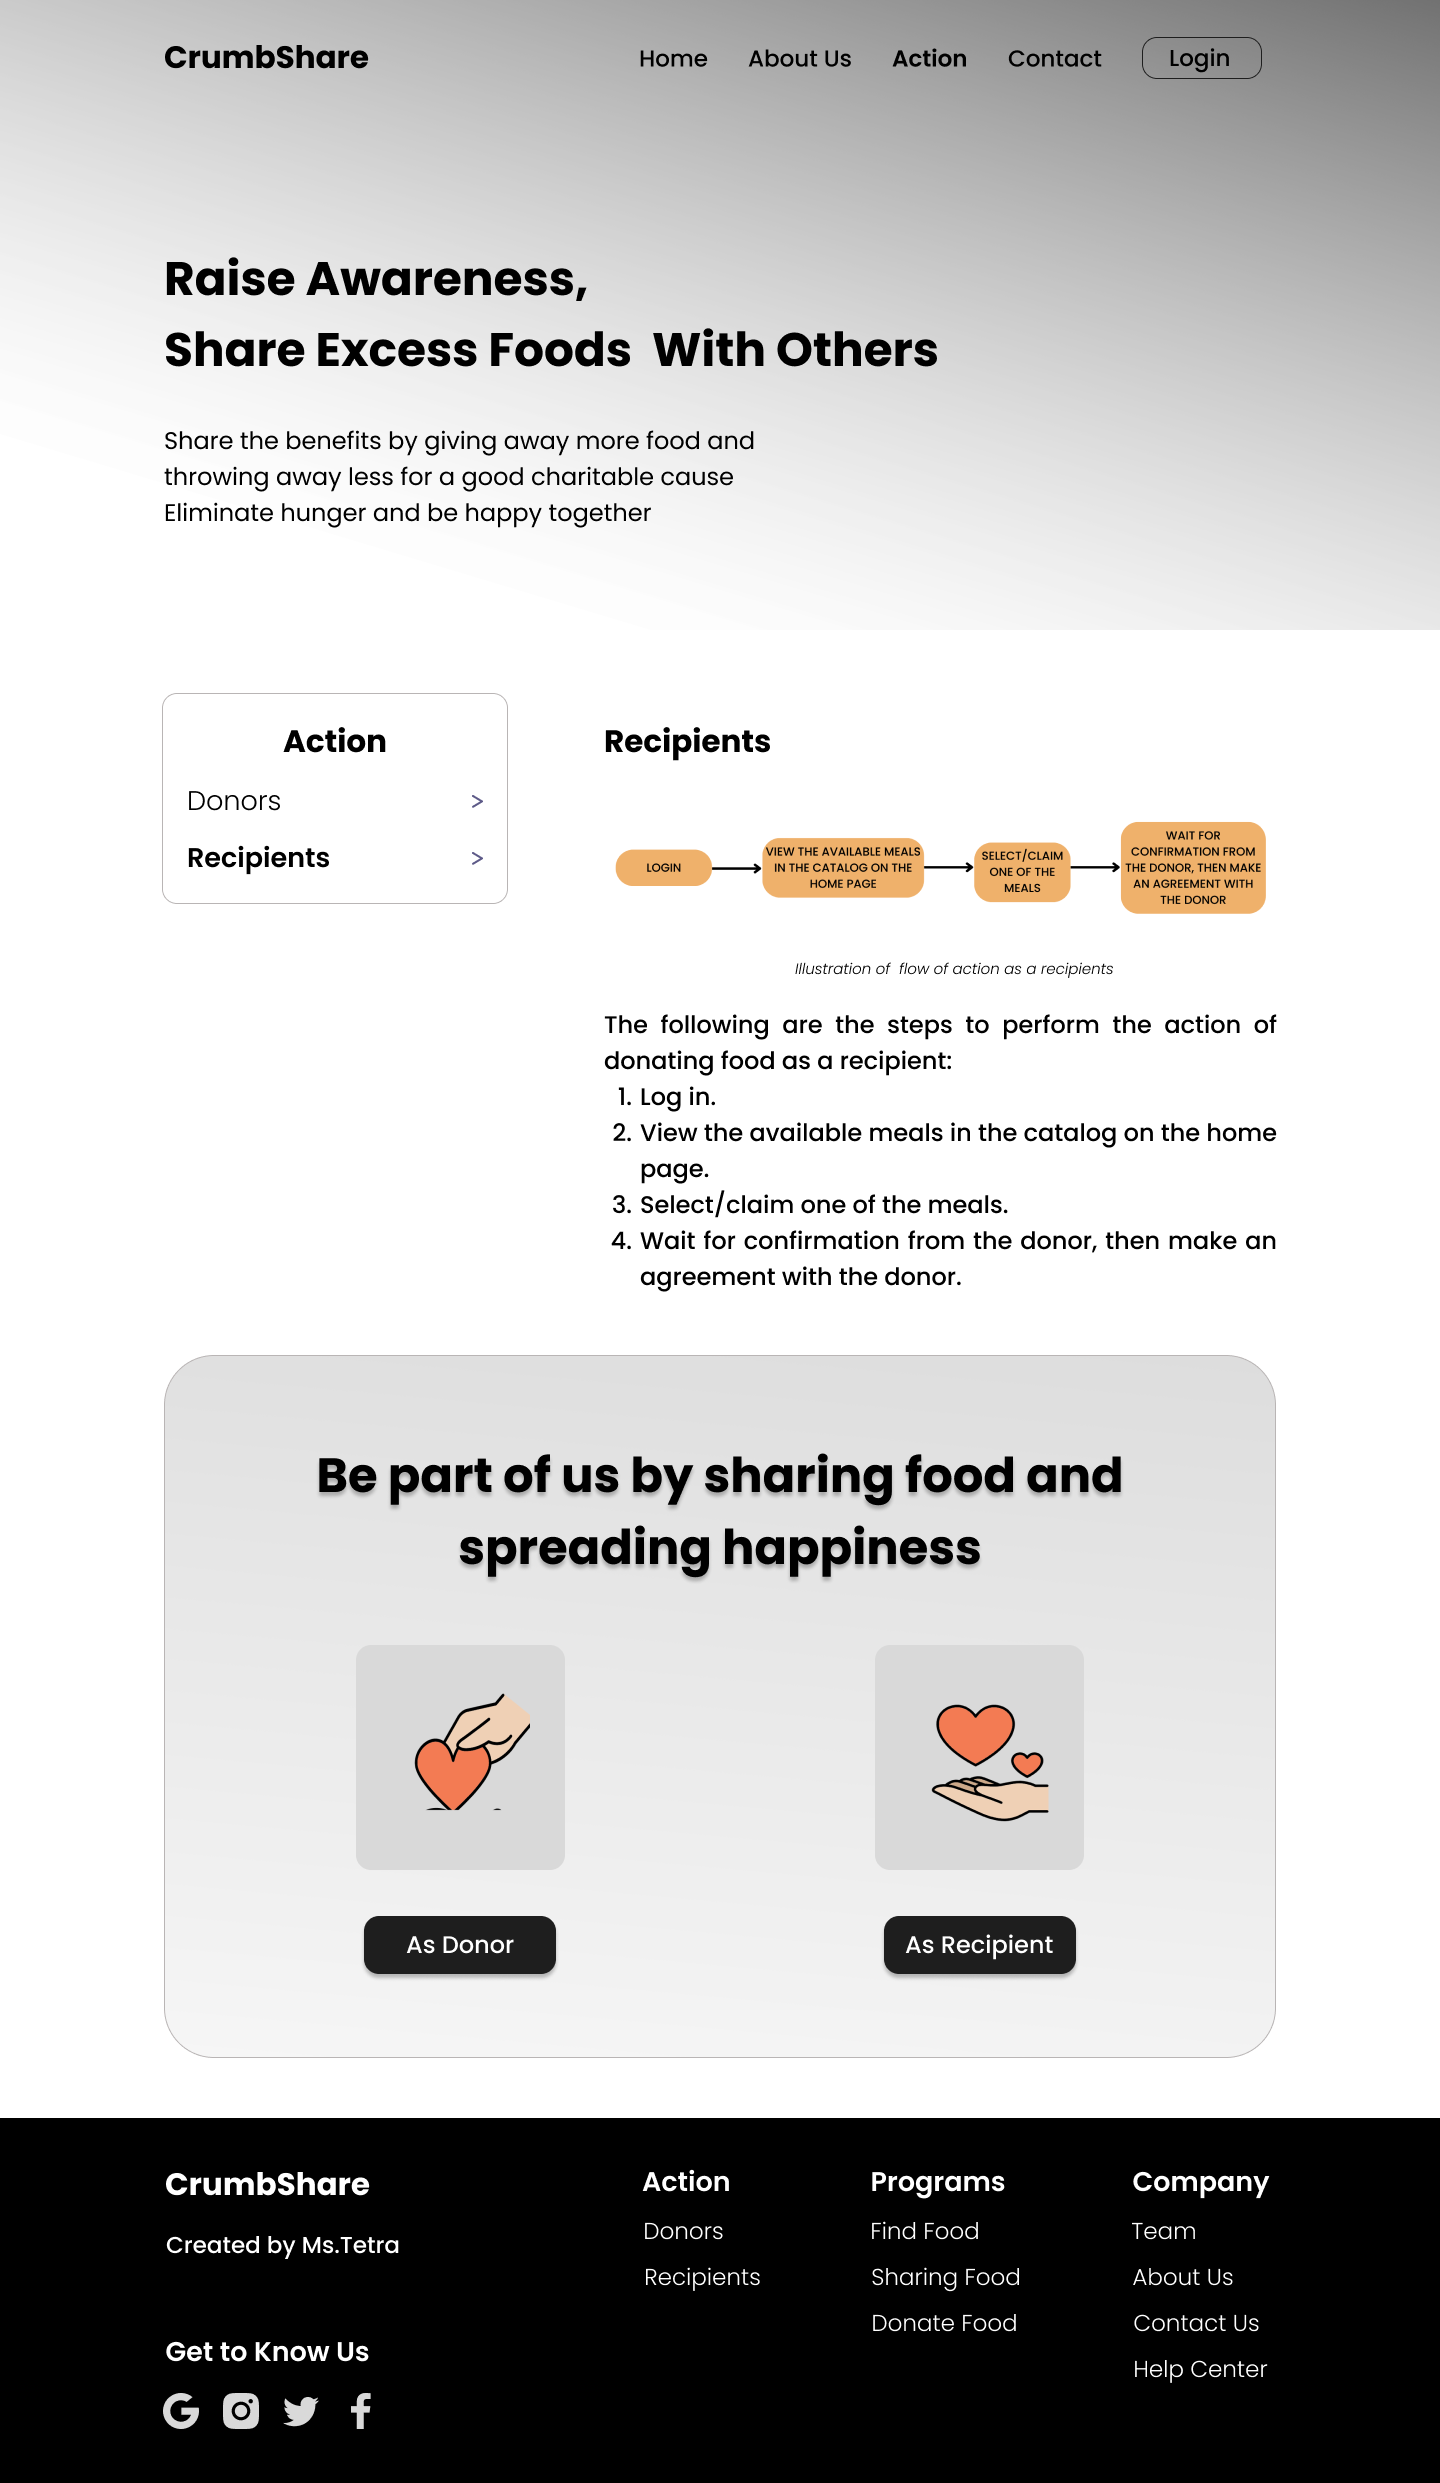 CrumbShare
Home About Us Action Contact Login
Raise Awareness,
Share Excess Foods With Others
Share the benefits by giving away more food and
throwing away less for a good charitable cause
Eliminate hunger and be happy together
Action
Donors >
Recipients >
Recipients
LOGIN
VIEW THE AVAILABLE MEALS
IN THE CATALOG ON THE
HOME PAGE
SELECT/CLAIM
ONE OF THE
MEALS
WAIT FOR
CONFIRMATION FROM
THE DONOR, THEN MAKE
AN AGREEMENT WITH
THE DONOR
Illustration of flow of action as a recipients
The following are the steps to perform the action of
donating food as a recipient:
1. Log in.
2. View the available meals in the catalog on the home
page.
3. Select/claim one of the meals.
4. Wait for confirmation from the donor, then make an
agreement with the donor.
Be part of us by sharing food and
spreading happiness
As Donor
As Recipient
CrumbShare
Created by Ms.Tetra
Get to Know Us
Action
Donors
Recipients
Programs
Find Food
Sharing Food
Donate Food
Company
Team
About Us
Contact Us
Help Center